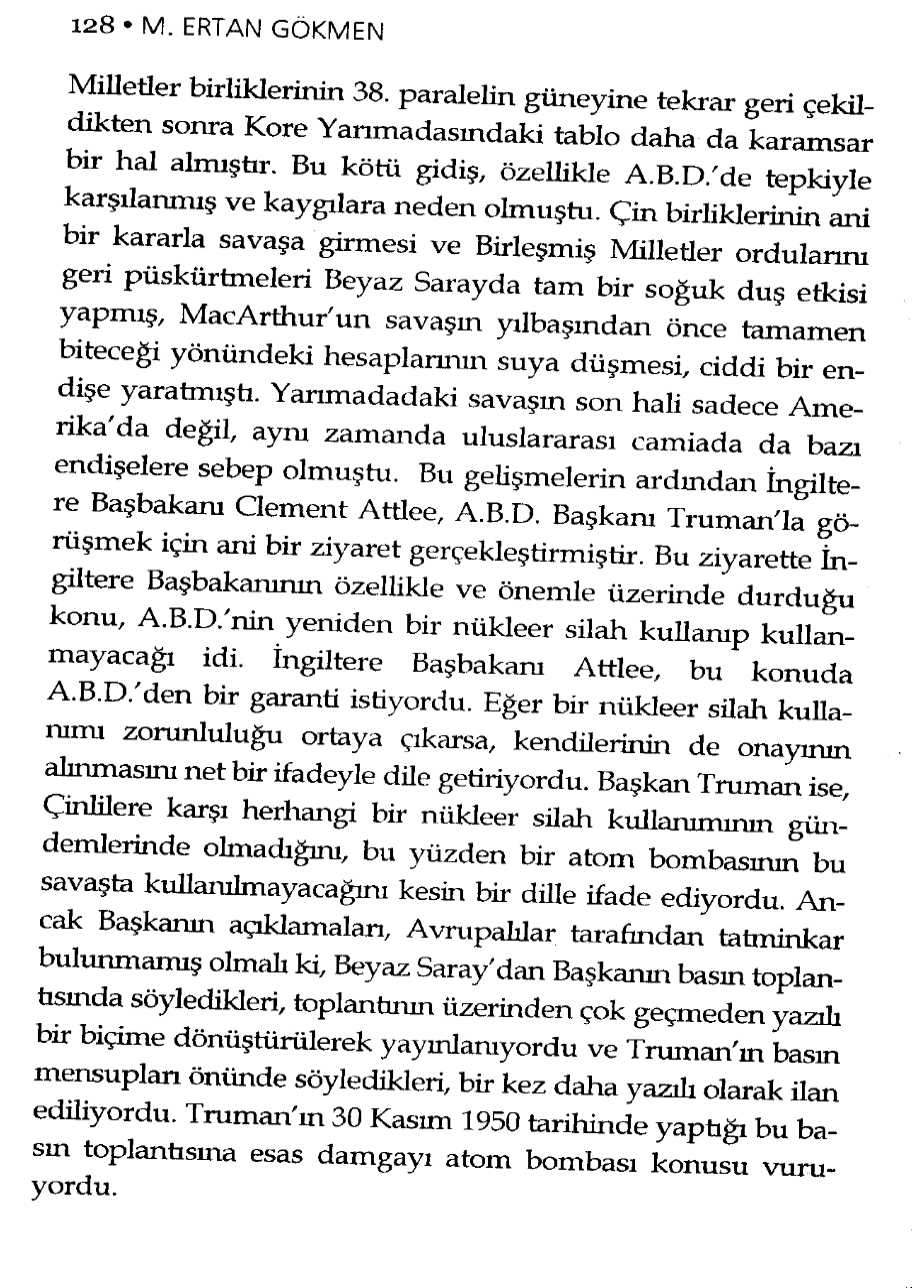 128 • M. ERTAN GÖKMEN
Milletler birliklerinin 38. paralelin güneyine tekrar geri çekil-
dikten sonra Kore Yarımadasındaki tablo daha da karamsar
bir hal almıştır. Bu kötü gidiş, özellikle A.B.D.'de tepkiyle
karşılanmış ve kaygılara neden olmuştu. Çin birliklerinin ani
bir kararla savaşa girmesi ve Birleşmiş Milletler ordularını
geri püskürtmeleri Beyaz Sarayda tam bir soğuk duş etkisi
yapmış, MacArthur'un savaşın yılbaşından önce tamamen
biteceği yönündeki hesaplarının suya düşmesi, ciddi bir en-
dişe yaratmıştı. Yarımadadaki savaşın son hali sadece Ame-
rika'da değil, aynı zamanda uluslararası camiada da bazı
endişelere sebep olmuştu. Bu gelişmelerin ardından İngilte-
re Başbakanı Clement Attlee, A.B.D. Başkanı Truman'la gö-
rüşmek için ani bir ziyaret gerçekleştirmiştir. Bu ziyarette İn-
giltere Başbakanının özellikle ve önemle üzerinde durduğu
konu, A.B.D.'nin yeniden bir nükleer silah kullanıp kullan-
mayacağı idi. İngiltere Başbakanı Attlee, bu konuda
A.B.D.'den bir garanti istiyordu. Eğer bir nükleer silah kulla-
nımı zorunluluğu ortaya çıkarsa, kendilerinin de onayının
alınmasını net bir ifadeyle dile getiriyordu. Başkan Truman ise,
Çinlilere karşı herhangi bir nükleer silah kullanımının gün-
demlerinde olmadığını, bu yüzden bir atom bombasının bu
savaşta kullanılmayacağını kesin bir dille ifade ediyordu. An-
cak Başkanın açıklamaları, Avrupalılar tarafından tatminkar
bulunmamış olmalı ki, Beyaz Saray'dan Başkanın basın toplan-
tısında söyledikleri, toplantının üzerinden çok geçmeden yazılı
bir biçime dönüştürülerek yayınlanıyordu ve Truman'ın basın
mensupları önünde söyledikleri, bir kez daha yazılı olarak ilan
ediliyordu. Truman'ın 30 Kasım 1950 tarihinde yaptığı bu ba-
sın toplantısına esas damgayı atom bombası konusu vuru-
yordu.